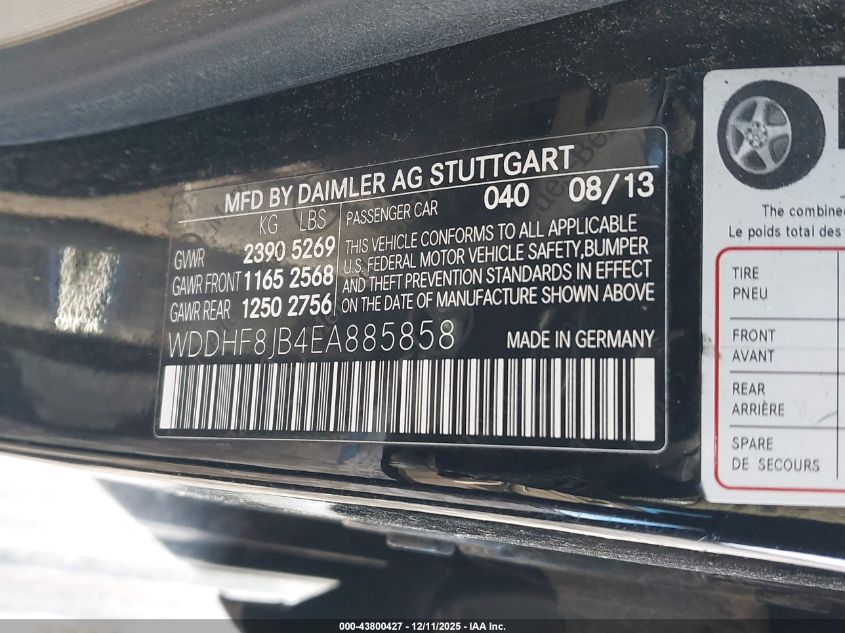 MFD BY DAIMLER AG STUTTGART
KG LBS PASSENGER CAR 040 08/13
GVWR 2390 5269
GAWR FRONT 1165 2568
GAWR REAR 1250 2756
THIS VEHICLE CONFORMS TO ALL APPLICABLE
U.S. FEDERAL MOTOR VEHICLE SAFETY, BUMPER
AND THEFT PREVENTION STANDARDS IN EFFECT
ON THE DATE OF MANUFACTURE SHOWN ABOVE
WDDHF8JB4EA885858 MADE IN GERMANY
The combined
Le poids total des
TIRE
PNEU
FRONT
AVANT
REAR
ARRIÈRE
SPARE
DE SECOURS
000-43800427 • 12/11/2025 • IAA Inc.